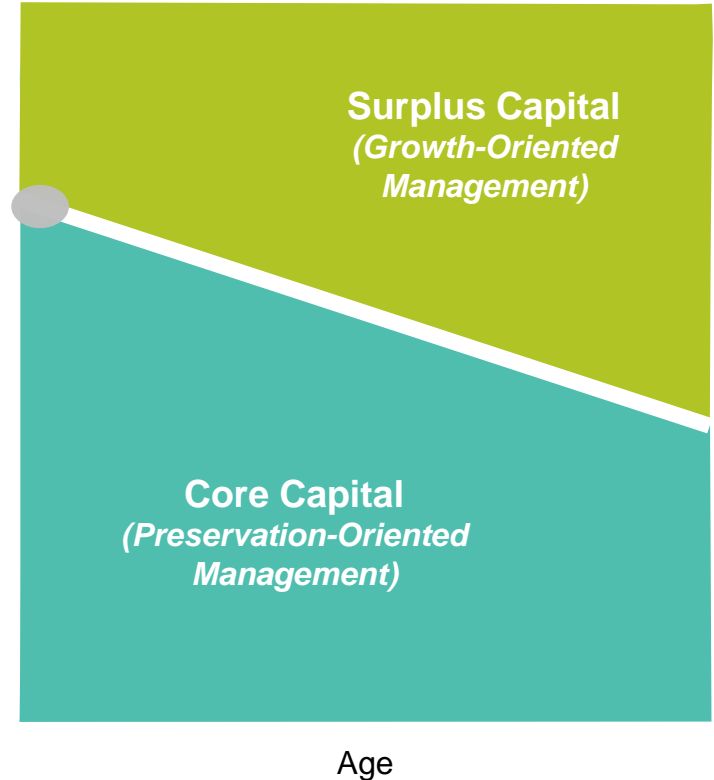 Surplus Capital
(Growth-Oriented
Management)
Core Capital
(Preservation-Oriented
Management)
Age